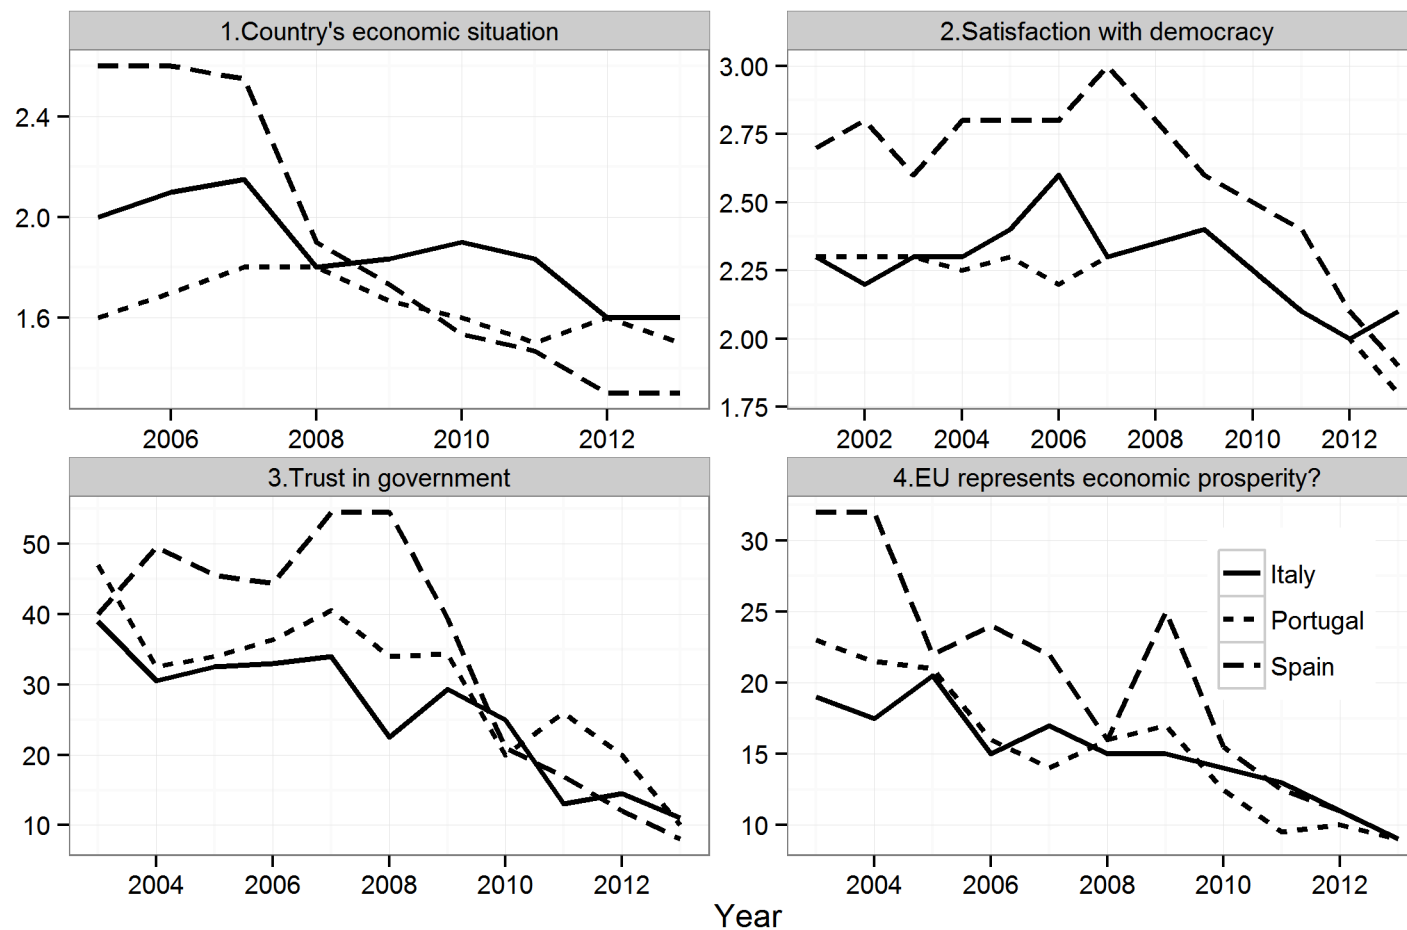 1.Country's economic situation
2.4
2.0
1.6
2006 2008 2010 2012
2.Satisfaction with democracy
3.00
2.75
2.50
2.25
2.00
1.75
2002 2004 2006 2008 2010 2012
3.Trust in government
50
40
30
20
10
2004 2006 2008 2010 2012
4.EU represents economic prosperity?
30
25
20
15
10
Italy
Portugal
Spain
2004 2006 2008 2010 2012
Year